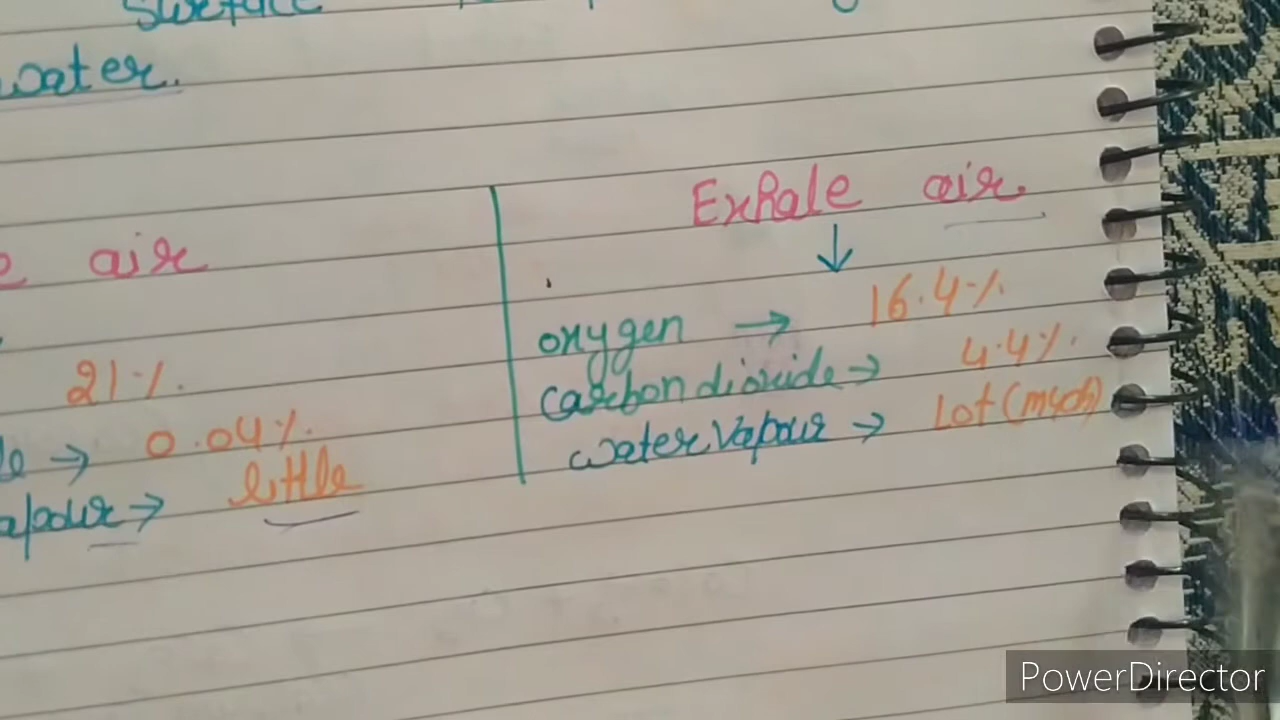 surface
water.
air
21%.
→ 0.04%.
→ little
Exhale air.
↓
oxygen → 16.4%
carbondioxide → 4.4%.
water vapour → Lot (much)
PowerDirector